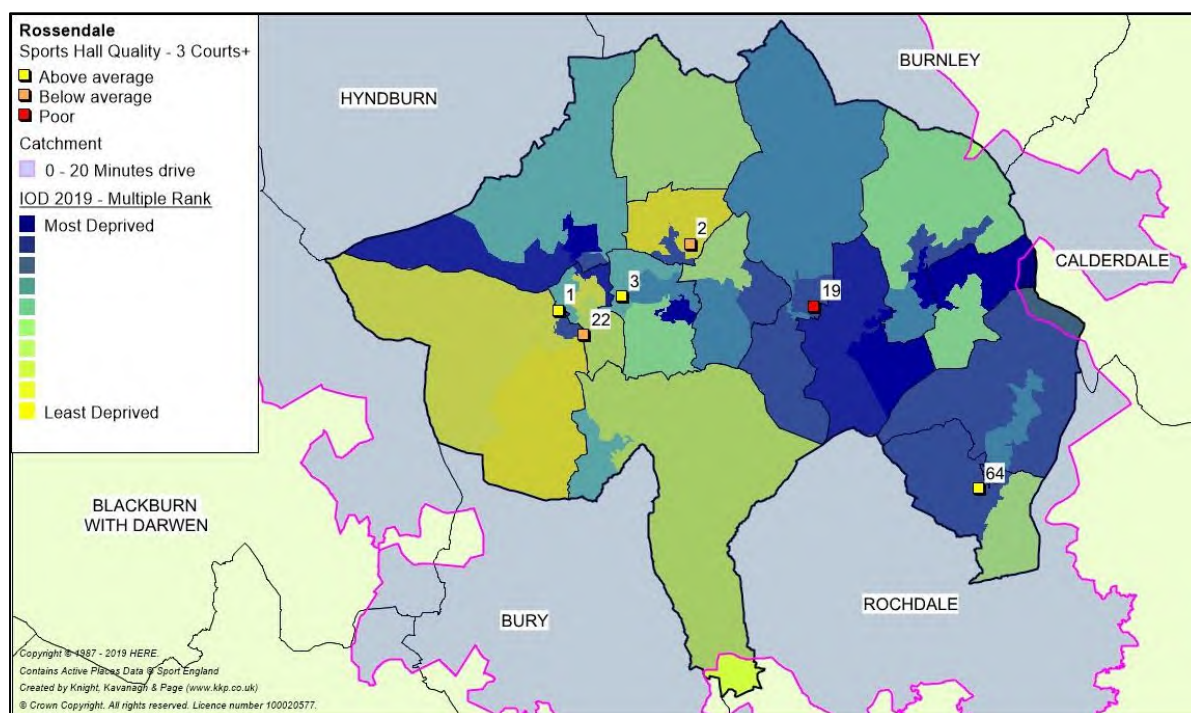 Rossendale
Sports Hall Quality - 3 Courts+
Above average
Below average
Poor
Catchment
0 - 20 Minutes drive
IOD 2019 - Multiple Rank
Most Deprived
Least Deprived
HYNDBURN
BURNLEY
CALDERDALE
2
3
1
19
22
64
BLACKBURN
WITH DARWEN
BURY
ROCHDALE
Copyright © 1987 - 2019 HERE.
Contains Active Places Data © Sport England
Created by Knight, Kavanagh & Page (www.kkp.co.uk)
© Crown Copyright. All rights reserved. Licence number 100020577.